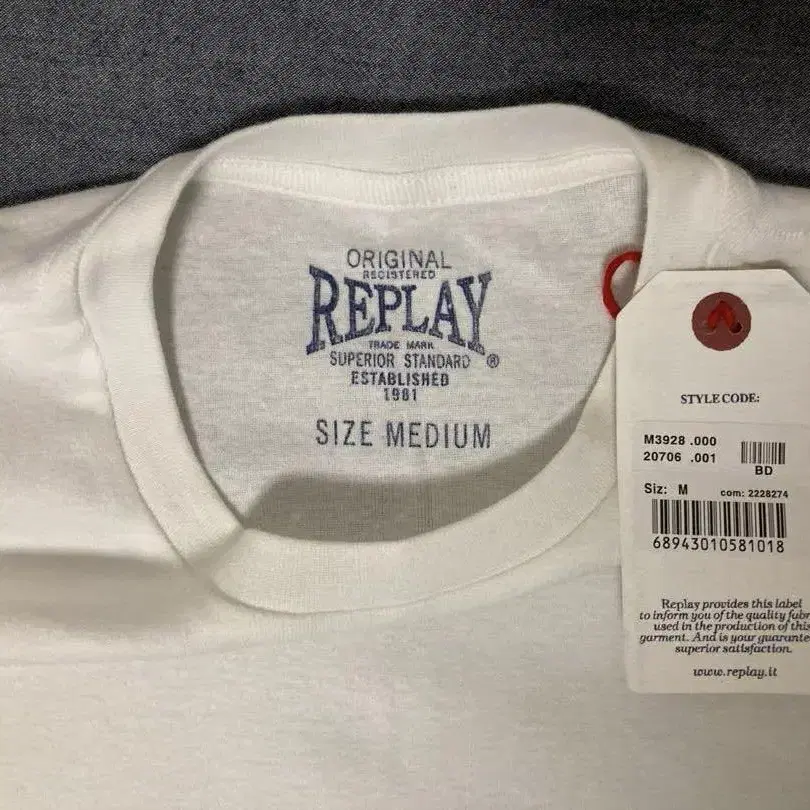 ORIGINAL
REGISTERED
REPLAY
TRADE MARK
SUPERIOR STANDARD ®
ESTABLISHED
1981
SIZE MEDIUM
STYLE CODE:
M3928 .000
20706 .001
BD
Siz: M com: 2228274
68943010581018
Replay provides this label
to inform you of the quality fabr
used in the production of this
garment. And is your guarante
superior satisfaction.
www.replay.it